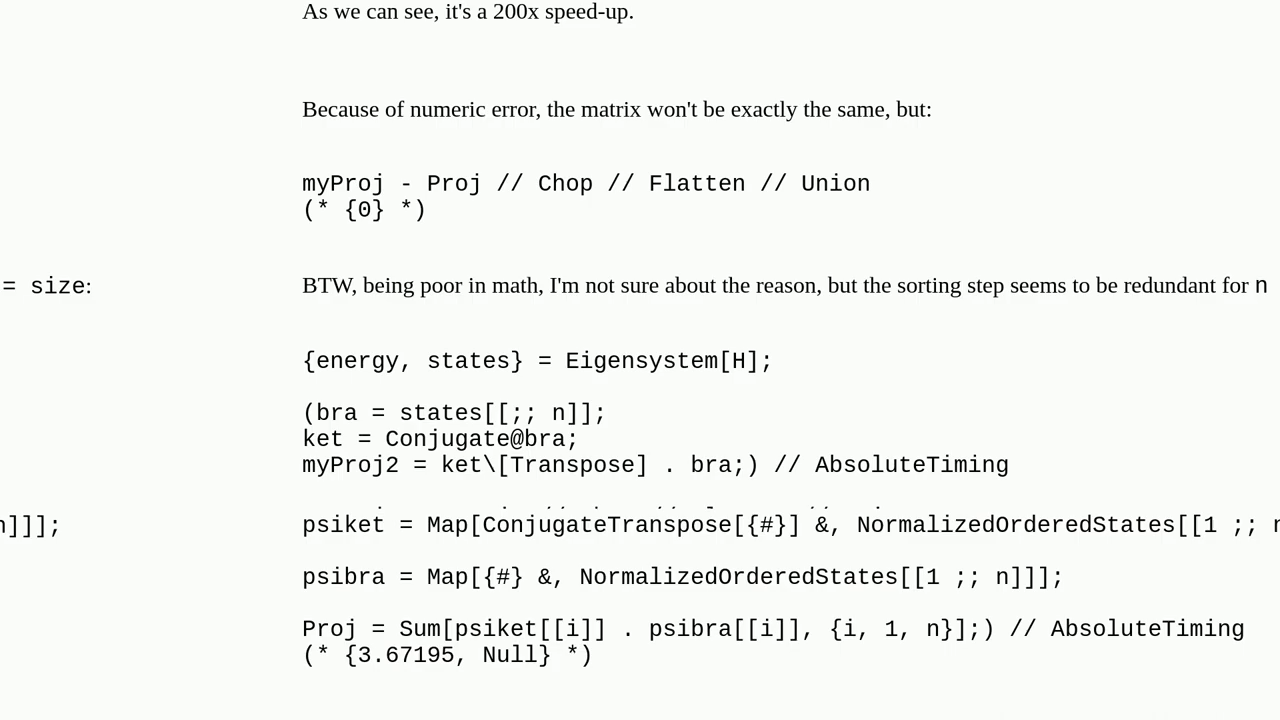 As we can see, it's a 200x speed-up.
Because of numeric error, the matrix won't be exactly the same, but:
myProj - Proj // Chop // Flatten // Union
(* {0} *)
= size:
BTW, being poor in math, I'm not sure about the reason, but the sorting step seems to be redundant for n
{energy, states} = Eigensystem[H];
(bra = states[[;; n]];
ket = Conjugate@bra;
myProj2 = ket\[Transpose] . bra;) // AbsoluteTiming
n]]];
psiket = Map[ConjugateTranspose[{#}] &, NormalizedOrderedStates[[1 ;; n
psibra = Map[{#} &, NormalizedOrderedStates[[1 ;; n]]];
Proj = Sum[psiket[[i]] . psibra[[i]], {i, 1, n}];) // AbsoluteTiming
(* {3.67195, Null} *)